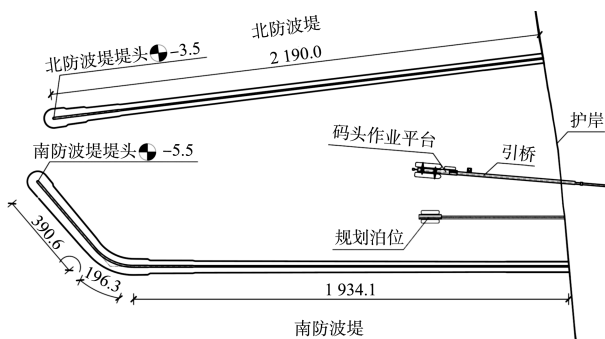 北防波堤
2 190.0
北防波堤堤头 -3.5
护岸
码头作业平台
引桥
南防波堤堤头 -5.5
规划泊位
390.6
196.3
1 934.1
南防波堤